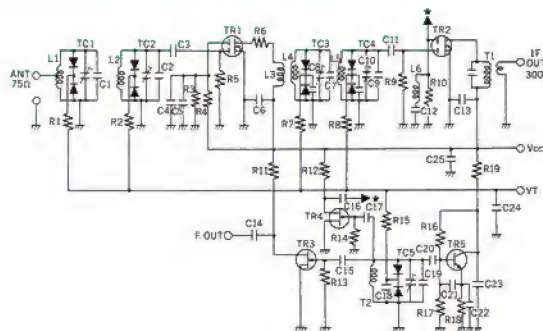 TR1 R6 TR2
L1 TC1 L2 TC2 C3 TC3 TC4 C11
L4 L5 C10 T1 IF
ANT C1 C2 R5 L3 C7 C9 L6 R10 OUT
75Ω R3 R9 300
R4 C4 C5 C6 C12 C13
R1 R2 R7 R8
Vcc
R11 R12 C25 R19
VT
C16 C17 R15 R16 C24
C14 TR4
F. OUT R14 TC5 C20 TR5
TR3 C15 C18 C19 C23
R13 T2 C21
R17 R18 C22